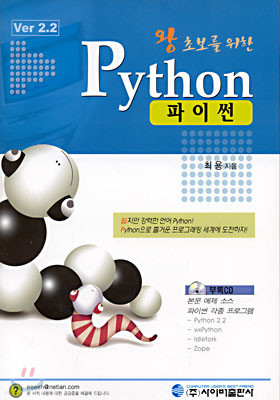 Ver 2.2
왕 초보를 위한
Python
파이썬
최 용 지음
쉽지만 강력한 언어 Python!
Python으로 즐거운 프로그래밍 세계에 도전하자!
부록CD
본문 예제 소스
파이썬 각종 프로그램
- Python 2.2
- wxPython
- Idlefork
- Zope
COMPUTER USER'S BEST FRIEND
(주)사이버출판사